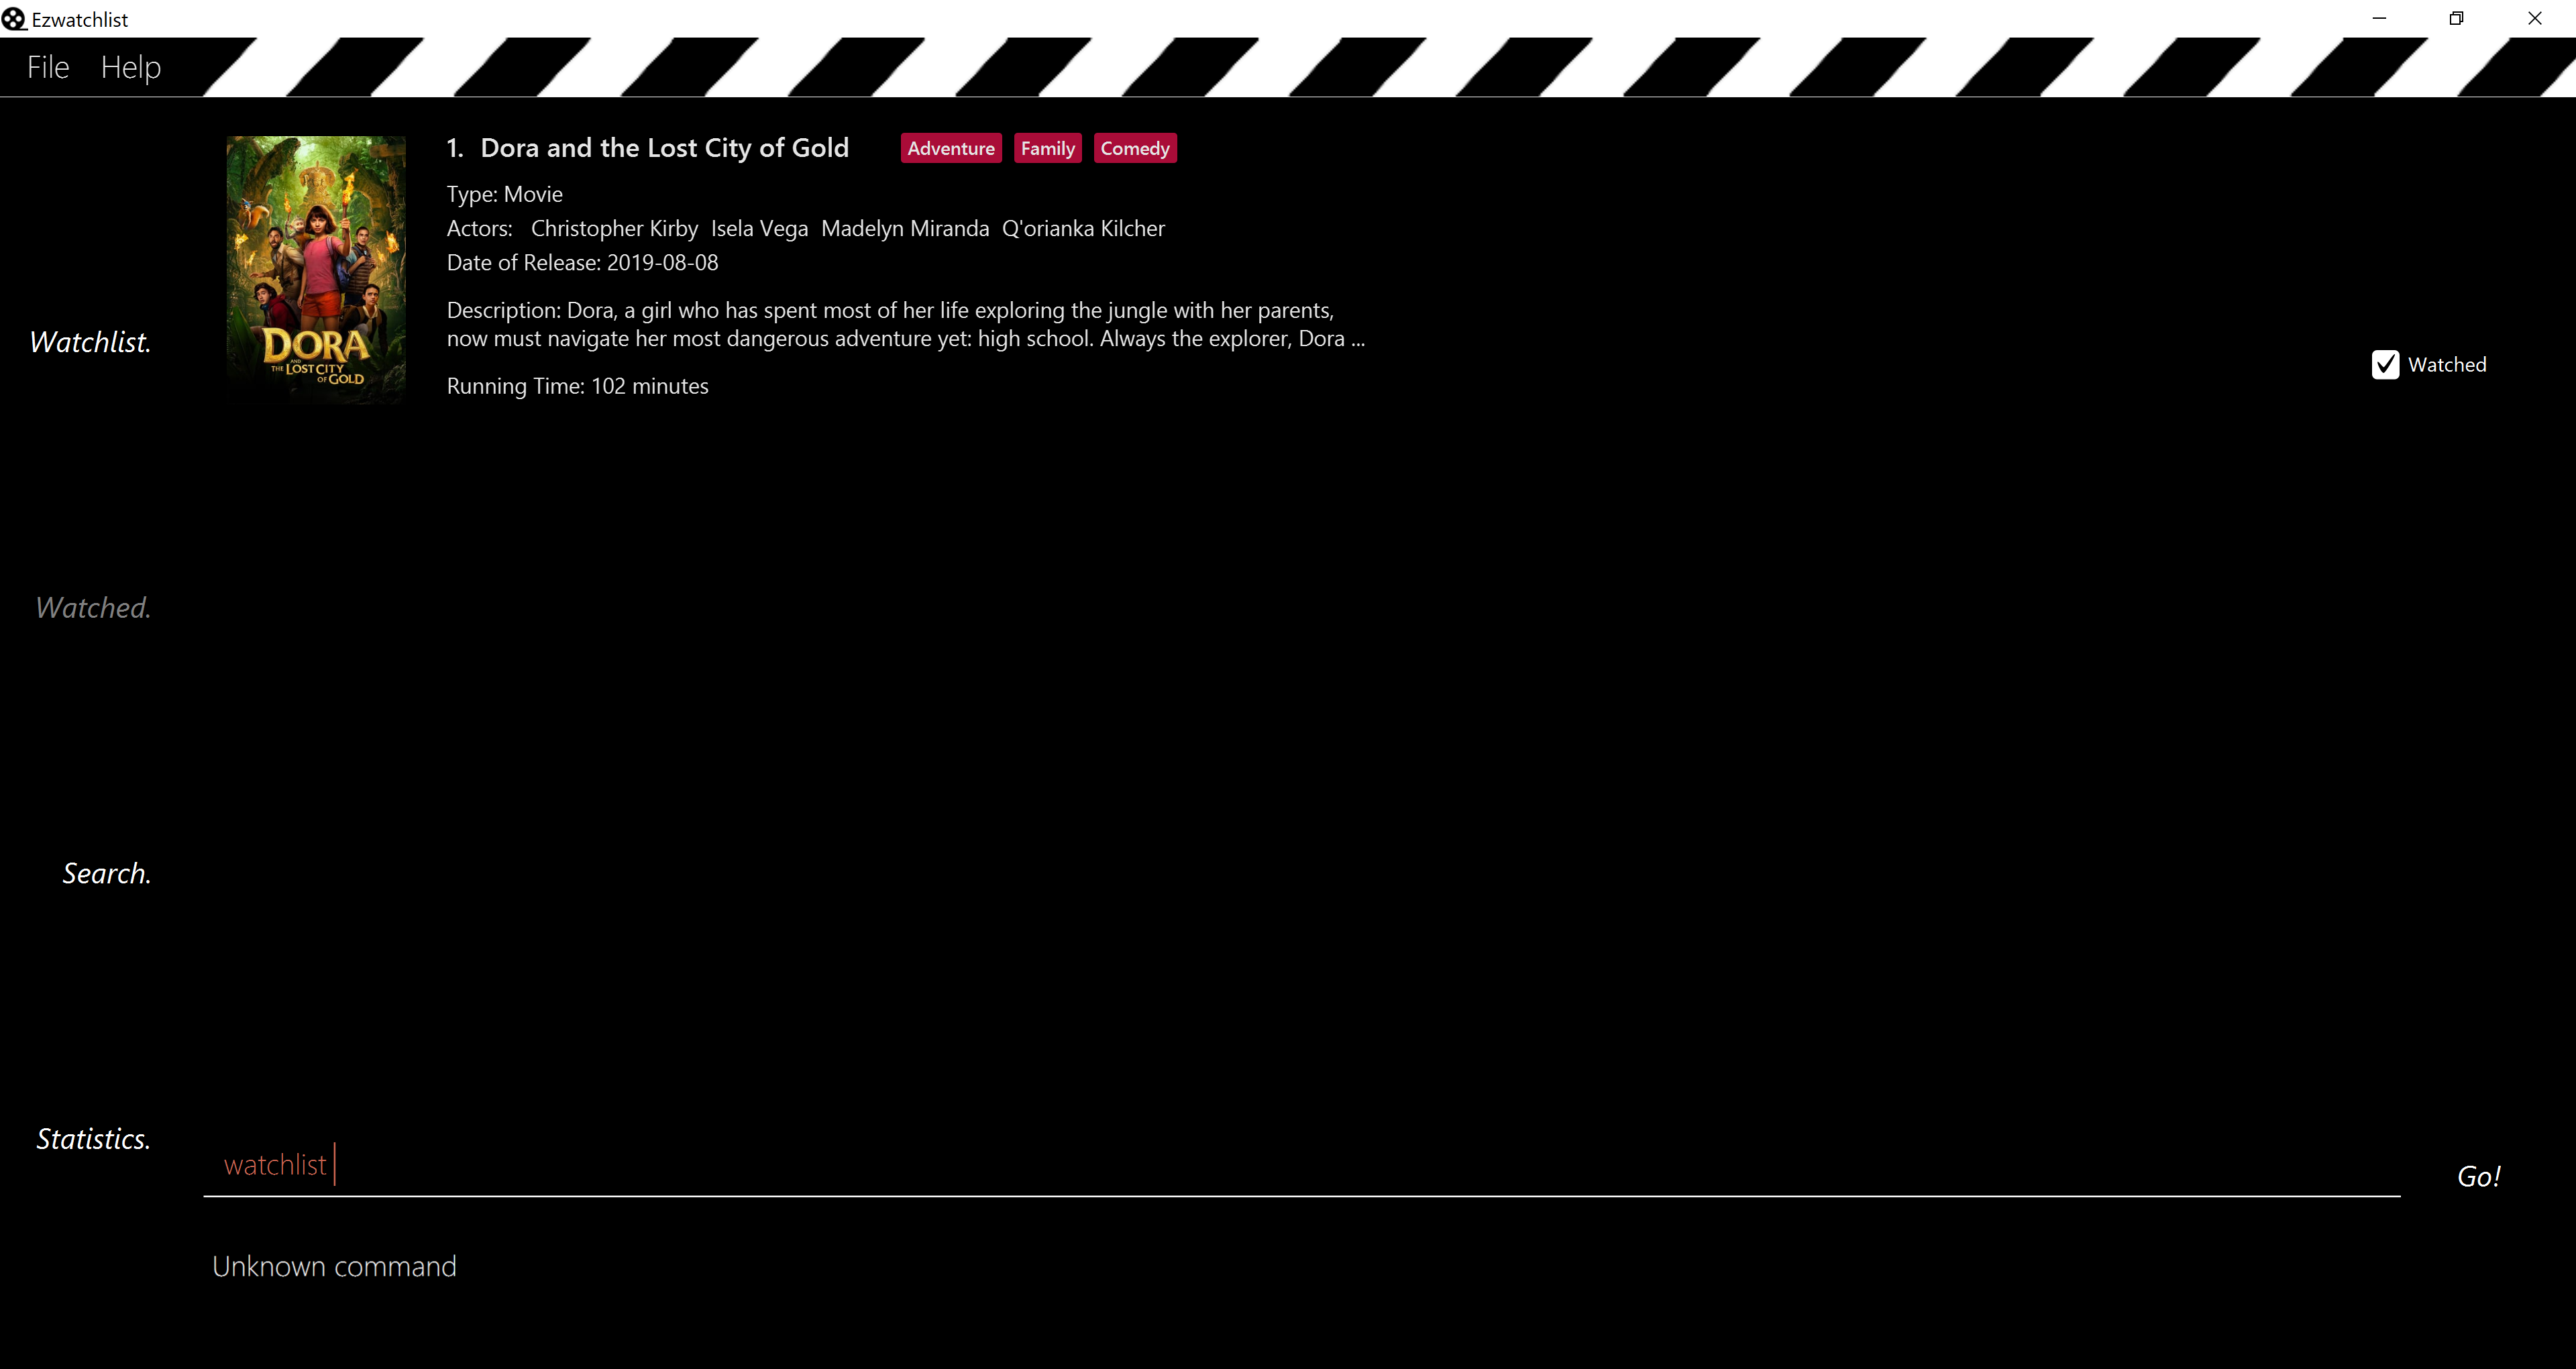 Ezwatchlist
File Help
1. Dora and the Lost City of Gold Adventure Family Comedy
Type: Movie
Actors: Christopher Kirby Isela Vega Madelyn Miranda Q'orianka Kilcher
Date of Release: 2019-08-08
Description: Dora, a girl who has spent most of her life exploring the jungle with her parents,
now must navigate her most dangerous adventure yet: high school. Always the explorer, Dora ...
Running Time: 102 minutes
DORA
AND
THE LOST CITY
OF GOLD
Watched
Watchlist.
Watched.
Search.
Statistics.
watchlist
Go!
Unknown command